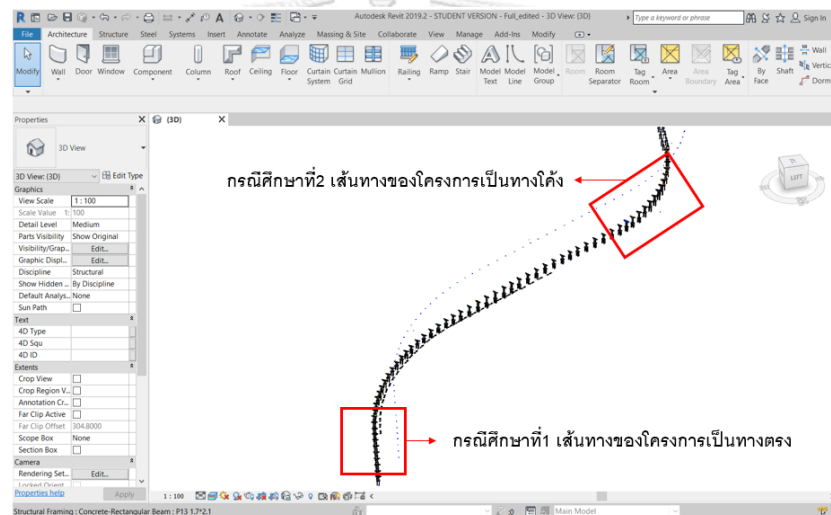 Autodesk Revit 2019.2 - STUDENT VERSION - Full_edited - 3D View: {3D}
Type a keyword or phrase
Sign In
File Architecture Structure Steel Systems Insert Annotate Analyze Massing & Site Collaborate View Manage Add-Ins Modify
Modify Wall Door Window Component Column Roof Ceiling Floor Curtain System Curtain Grid Mullion Railing Ramp Stair Model Text Model Line Model Group Room Room Separator Tag Room Area Area Boundary Tag Area By Face Shaft Wall Vertic Dorm
Properties
{3D}
3D View
3D View: {3D}
Edit Type
Graphics
View Scale 1 : 100
Scale Value 1: 100
Detail Level Medium
Parts Visibility Show Original
Visibility/Grap... Edit...
Graphic Displ... Edit...
Discipline Structural
Show Hidden ... By Discipline
Default Analys... None
Sun Path
Text
4D Type
4D Squ
4D ID
Extents
Crop View
Crop Region V...
Annotation Cr...
Far Clip Active
Far Clip Offset 304.8000
Scope Box None
Section Box
Camera
Rendering Set... Edit...
Locked Orient...
Properties help
Apply
กรณีศึกษาที่2 เส้นทางของโครงการเป็นทางโค้ง
LEFT
กรณีศึกษาที่1 เส้นทางของโครงการเป็นทางตรง
1 : 100
Structural Framing : Concrete-Rectangular Beam : P13 1.7*2.1
Main Model